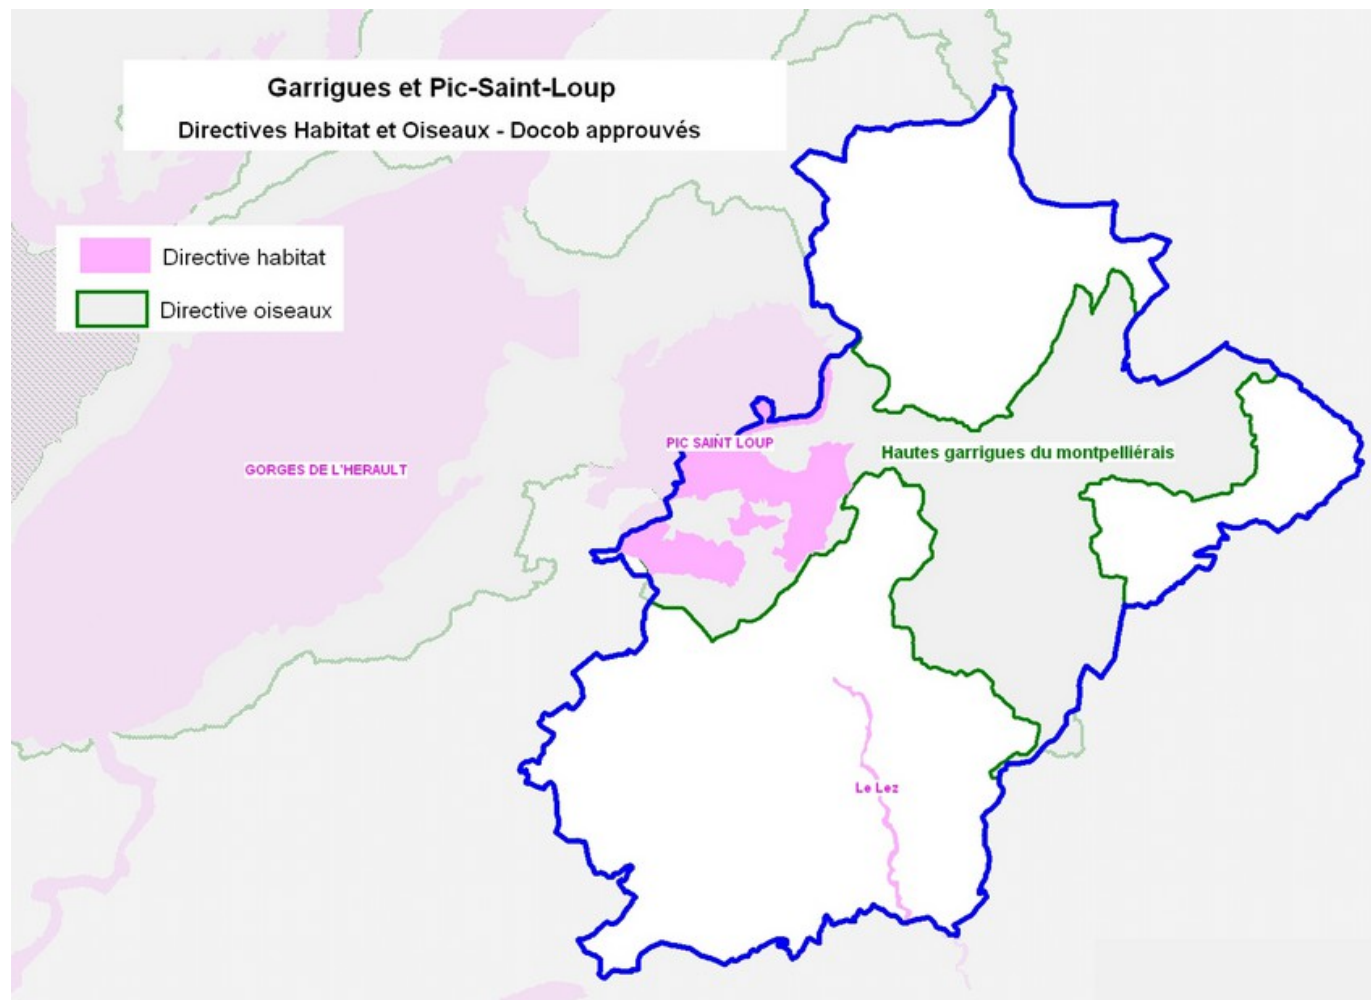 Garrigues et Pic-Saint-Loup
Directives Habitat et Oiseaux - Docob approuvés
Directive habitat
Directive oiseaux
PIC SAINT LOUP
Hautes garrigues du montpelliérais
GORGES DE L'HERAULT
Le Lez